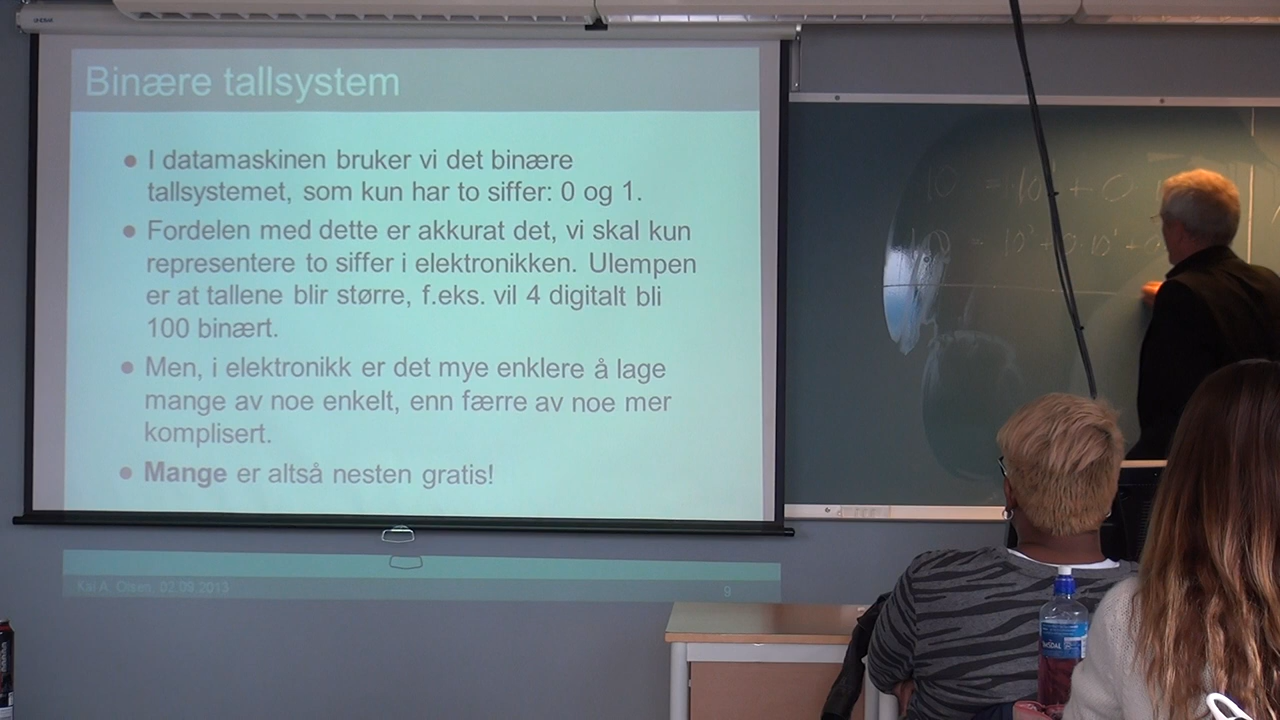 Binære tallsystem
● I datamaskinen bruker vi det binære
tallsystemet, som kun har to siffer: 0 og 1.
● Fordelen med dette er akkurat det, vi skal kun
representere to siffer i elektronikken. Ulempen
er at tallene blir større, f.eks. vil 4 digitalt bli
100 binært.
● Men, i elektronikk er det mye enklere å lage
mange av noe enkelt, enn færre av noe mer
komplisert.
● Mange er altså nesten gratis!
Kai A. Olsen, 02.09.2013
9